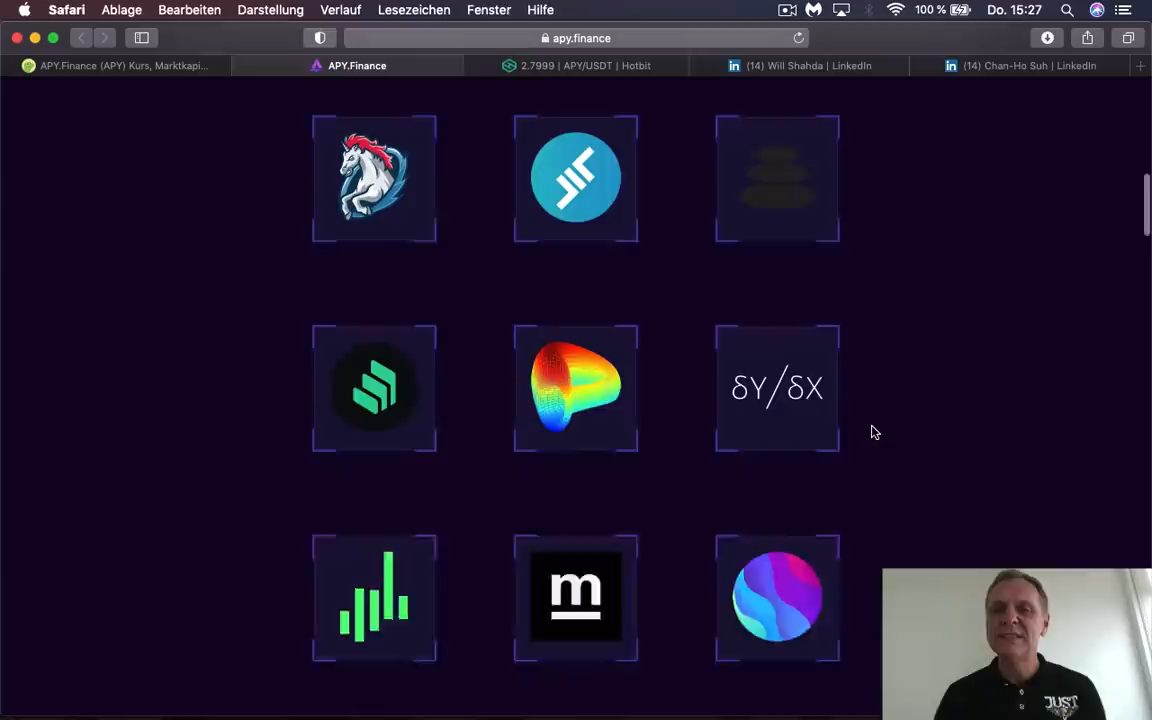 Safari Ablage Bearbeiten Darstellung Verlauf Lesezeichen Fenster Hilfe 100 % Do. 15:27
apy.finance
APY.Finance (APY) Kurs, Marktkapi... APY.Finance 2.7999 | APY/USDT | Hotbit (14) Will Shahda | LinkedIn (14) Chan-Ho Suh | LinkedIn
δY/δX
m
JUST